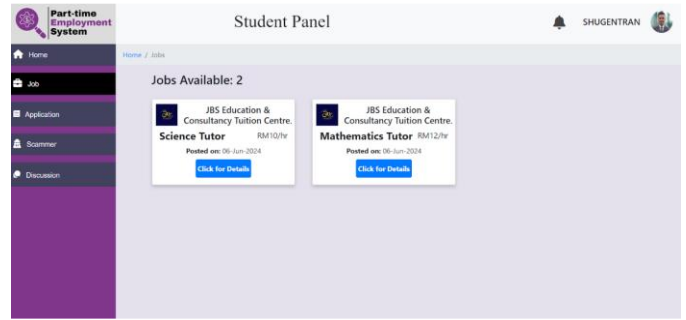 Part-time
Employment
System
Student Panel
SHUGENTRAN
Home
Job
Application
Scammer
Discussion
Home / Jobs
Jobs Available: 2
JBS Education &
Consultancy Tuition Centre.
Science Tutor RM10/hr
Posted on: 06-Jun-2024
Click for Details
JBS Education &
Consultancy Tuition Centre.
Mathematics Tutor RM12/hr
Posted on: 06-Jun-2024
Click for Details